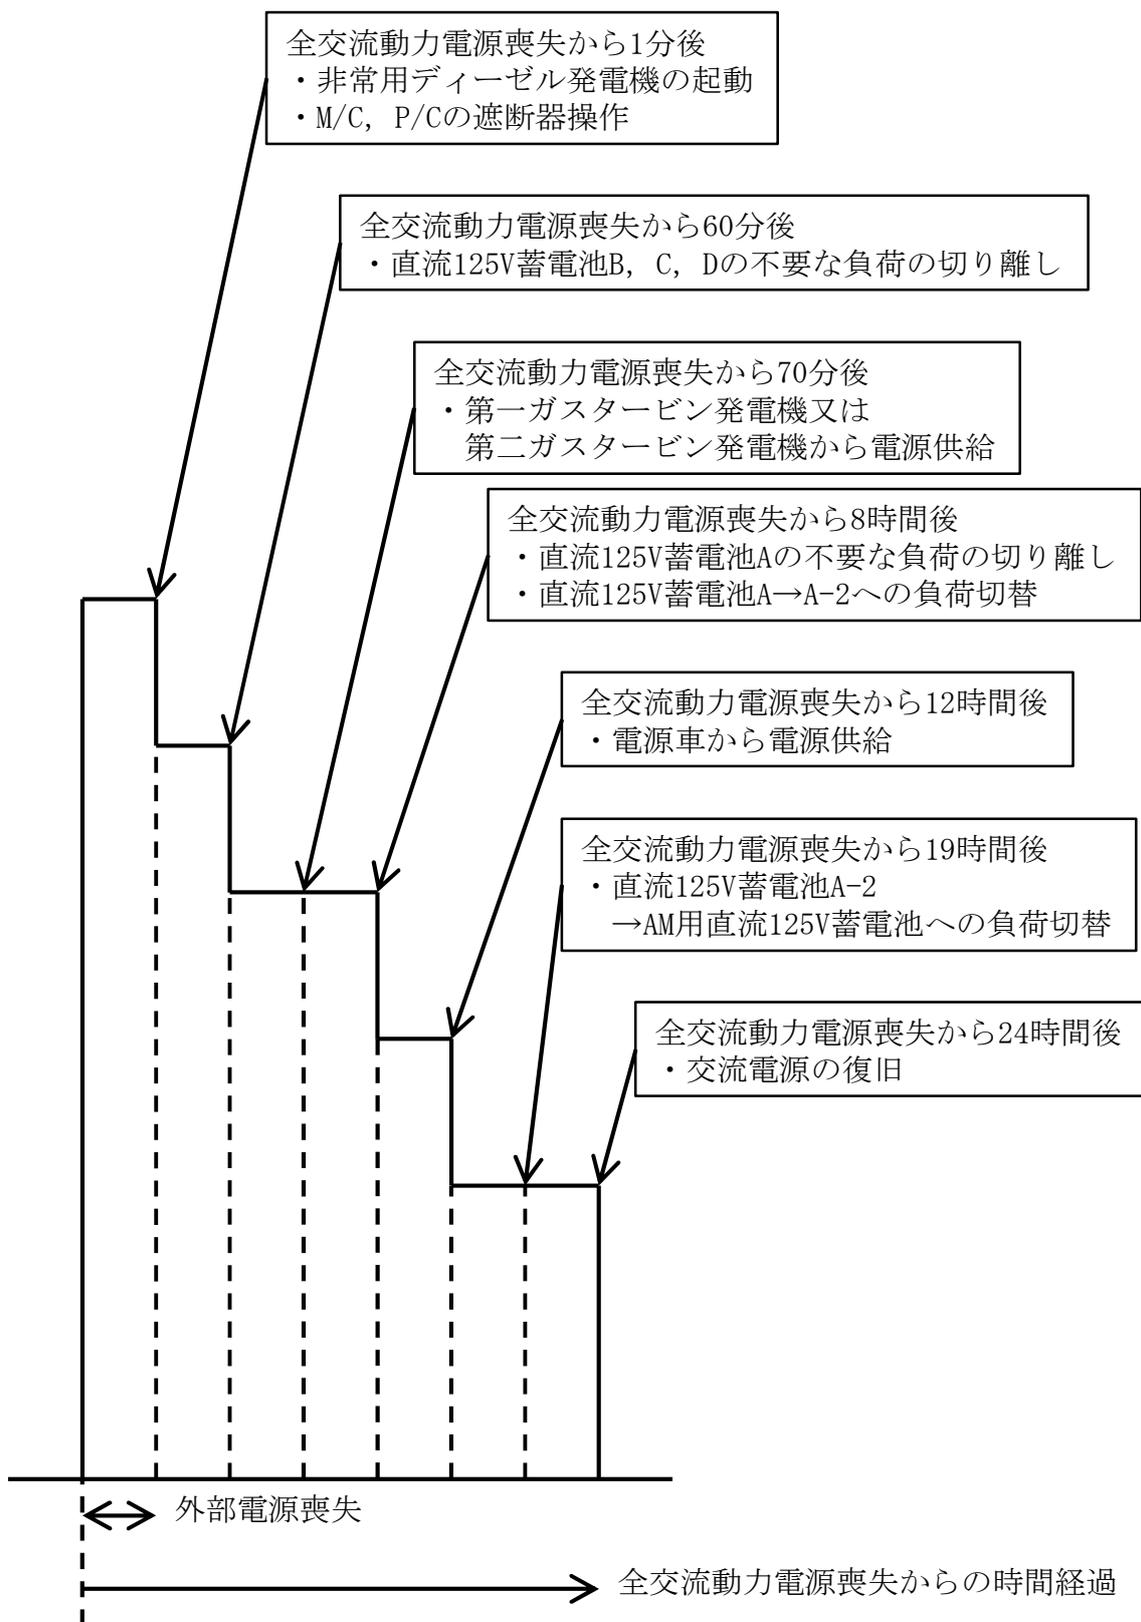 全交流動力電源喪失から1分後
・非常用ディーゼル発電機の起動
・M/C, P/Cの遮断器操作
全交流動力電源喪失から60分後
・直流125V蓄電池B, C, Dの不要な負荷の切り離し
全交流動力電源喪失から70分後
・第一ガスタービン発電機又は
第二ガスタービン発電機から電源供給
全交流動力電源喪失から8時間後
・直流125V蓄電池Aの不要な負荷の切り離し
・直流125V蓄電池A→A-2への負荷切替
全交流動力電源喪失から12時間後
・電源車から電源供給
全交流動力電源喪失から19時間後
・直流125V蓄電池A-2
→AM用直流125V蓄電池への負荷切替
全交流動力電源喪失から24時間後
・交流電源の復旧
外部電源喪失
全交流動力電源喪失からの時間経過